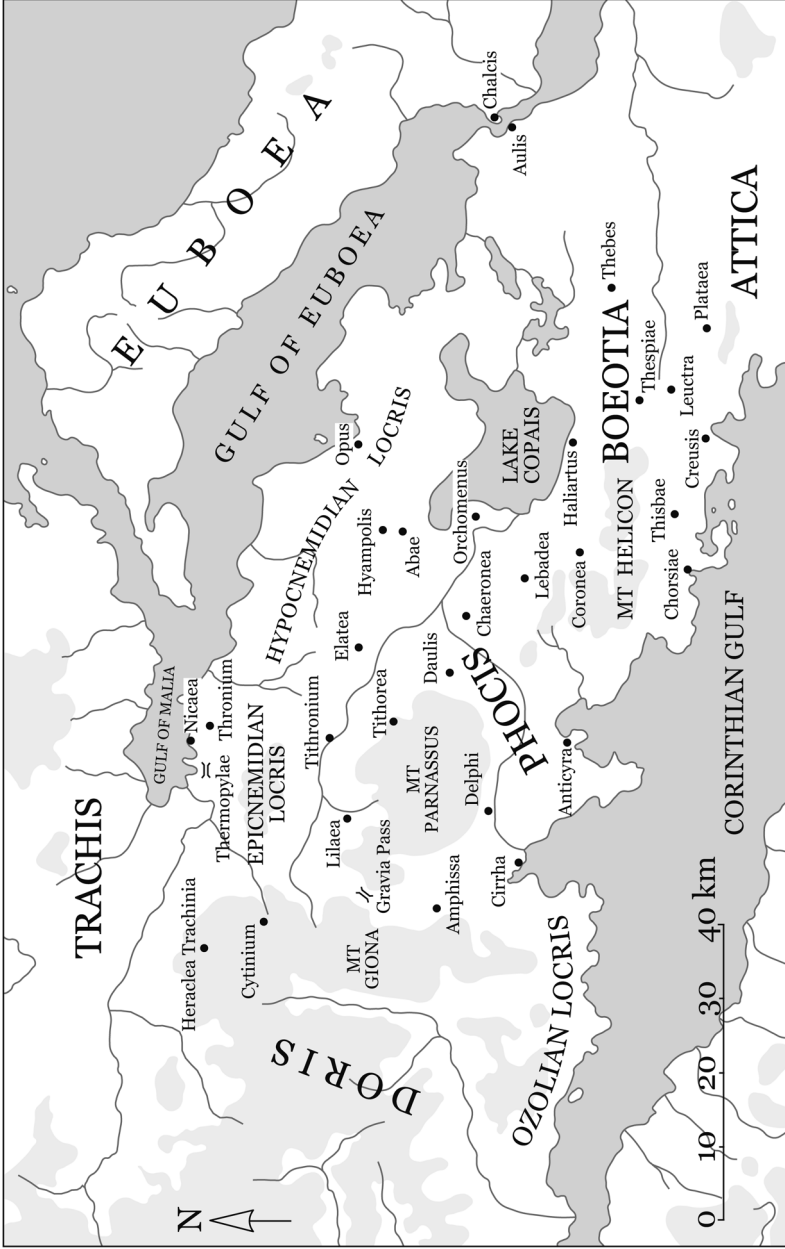 TRACHIS
GULF OF MALIA
Heraclea Trachinia
Nicaea
Thermopylae
Thronium
Cytinium
EPICNEMIDIAN
LOCRIS
EUBOEA
GULF OF EUBOEA
HYPOCNEMIDIAN
LOCRIS
Opus
Tithronium
Elatea
Hyampolis
Abae
Lilaea
Tithorea
Gravia Pass
MT
GIONA
DORIS
MT
PARNASSUS
Daulis
Amphissa
Delphi
Cirrha
PHOCIS
Chaeronea
Orchomenus
LAKE
COPAIS
Chalcis
Aulis
Lebadea
Coronea
Haliartus
Anticyra
OZOLIAN LOCRIS
BOEOTIA
Thebes
MT HELICON
Thespiae
Leuctra
Plataea
Thisbae
Chorsiae
Creusis
ATTICA
CORINTHIAN GULF
N
0 10 20 30 40 km